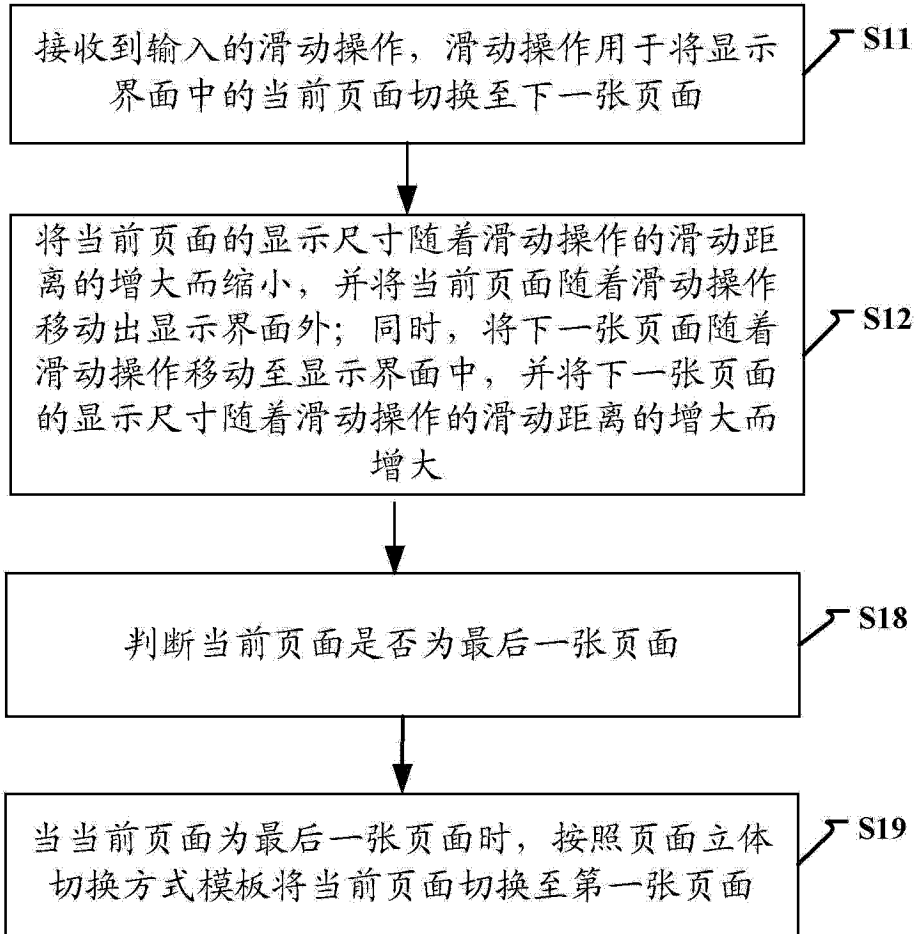 接收到输入的滑动操作，滑动操作用于将显示
界面中的当前页面切换至下一张页面
S11
将当前页面的显示尺寸随着滑动操作的滑动距
离的增大而缩小，并将当前页面随着滑动操作
移动出显示界面外；同时，将下一张页面随着
滑动操作移动至显示界面中，并将下一张页面
的显示尺寸随着滑动操作的滑动距离的增大而
增大
S12
判断当前页面是否为最后一张页面
S18
当当前页面为最后一张页面时，按照页面立体
切换方式模板将当前页面切换至第一张页面
S19